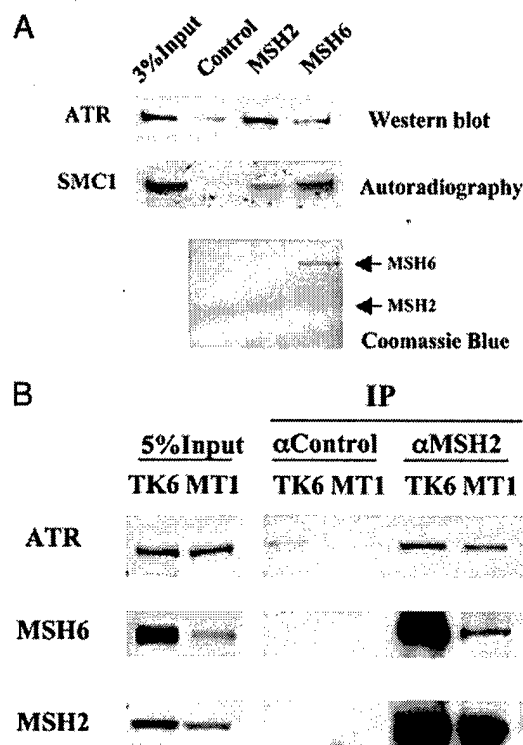 A
3%Input Control MSH2 MSH6
ATR Western blot
SMC1 Autoradiography
MSH6
MSH2
Coomassie Blue
B
IP
5%Input αControl αMSH2
TK6 MT1 TK6 MT1 TK6 MT1
ATR
MSH6
MSH2